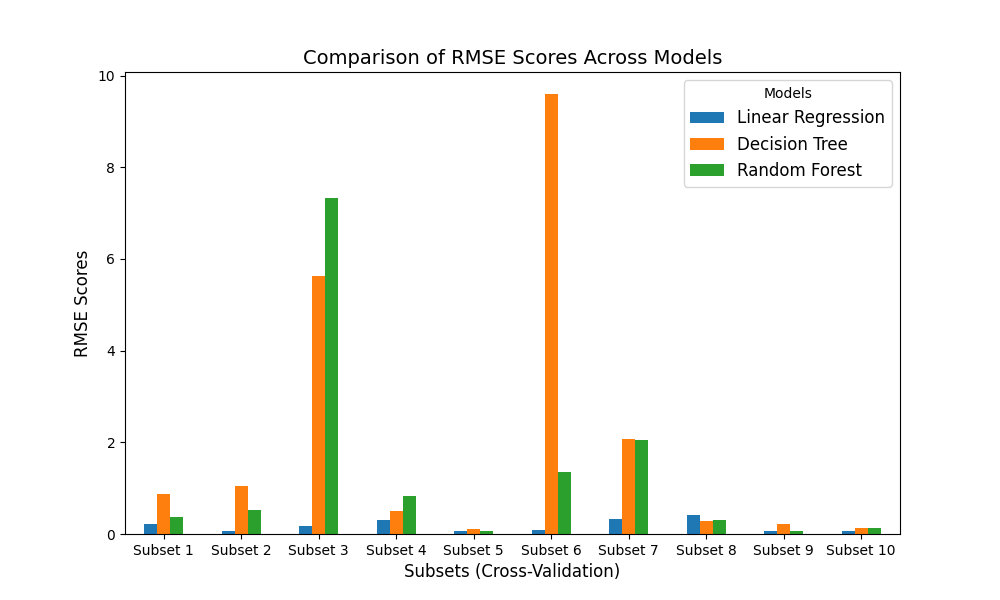 Comparison of RMSE Scores Across Models
10
8
6
4
2
0
RMSE Scores
Models
Linear Regression
Decision Tree
Random Forest
Subset 1 Subset 2 Subset 3 Subset 4 Subset 5 Subset 6 Subset 7 Subset 8 Subset 9 Subset 10
Subsets (Cross-Validation)